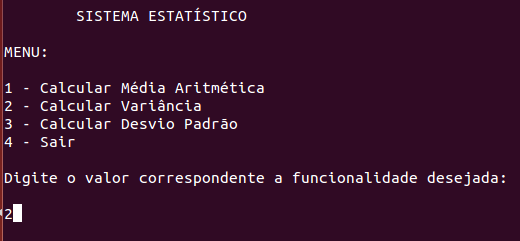 SISTEMA ESTATÍSTICO
MENU:
1 - Calcular Média Aritmética
2 - Calcular Variância
3 - Calcular Desvio Padrão
4 - Sair
Digite o valor correspondente a funcionalidade desejada:
2